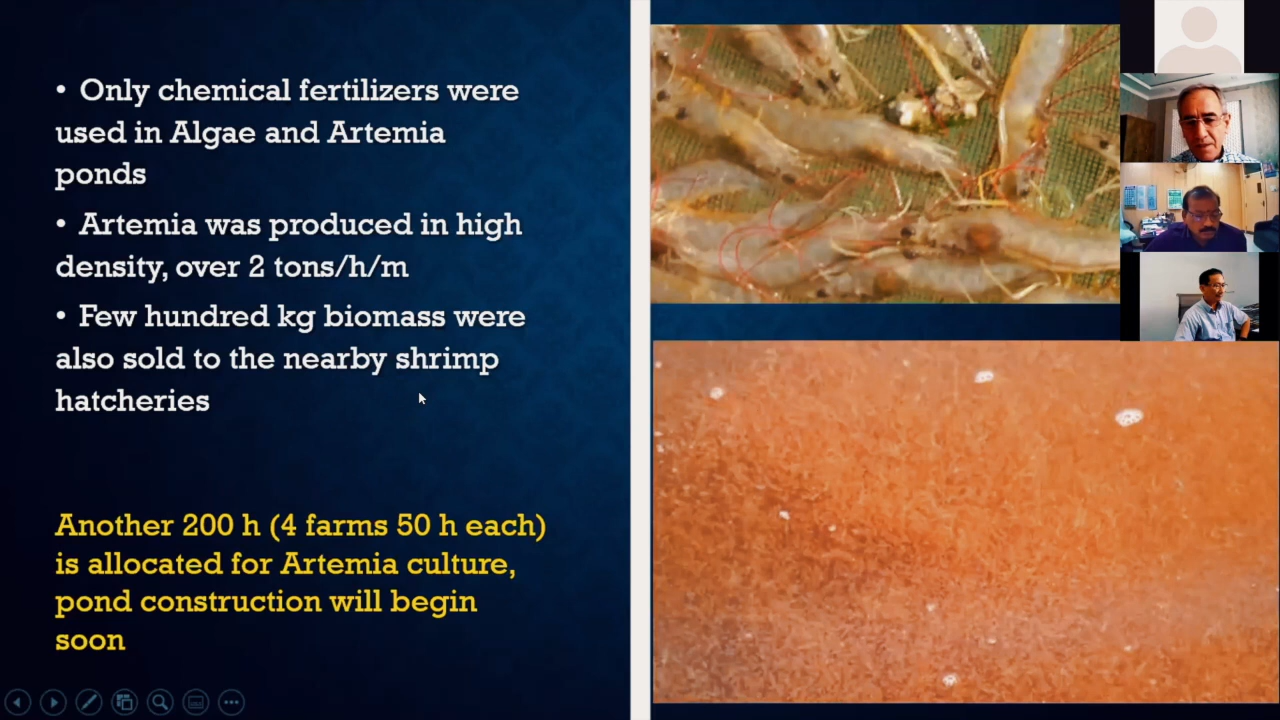 • Only chemical fertilizers were
used in Algae and Artemia
ponds
• Artemia was produced in high
density, over 2 tons/h/m
• Few hundred kg biomass were
also sold to the nearby shrimp
hatcheries
Another 200 h (4 farms 50 h each)
is allocated for Artemia culture,
pond construction will begin
soon